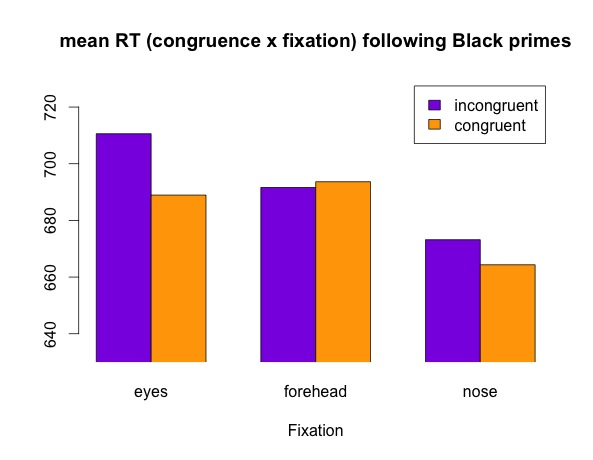 mean RT (congruence x fixation) following Black primes
incongruent
congruent
720
700
680
660
640
eyes forehead nose
Fixation